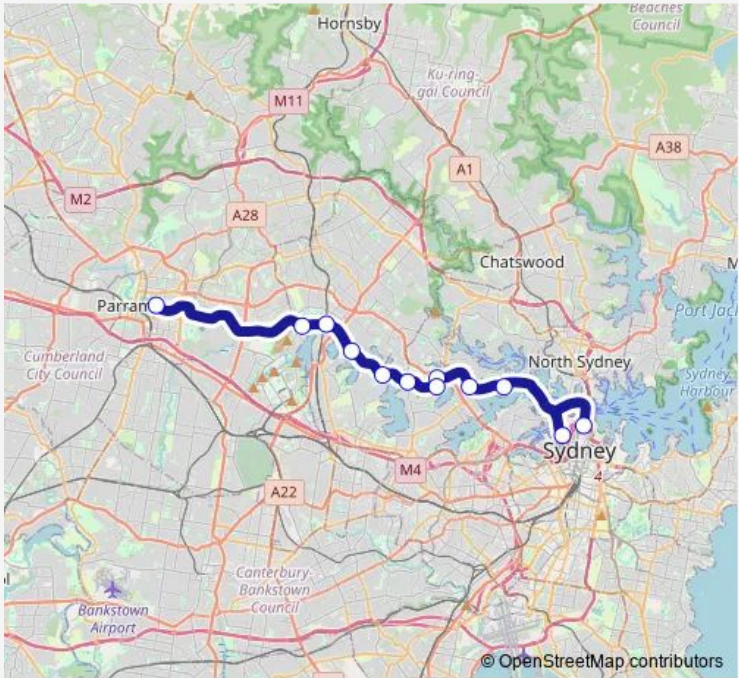 Beaches
Council
Hornsby
Ku-ring-
gai Council
M11
A38
A1
M2
A28
Chatswood
Parram
Port Jack
North Sydney
Cumberland
City Council
Sydney
Harbour
Sydney
M4
4
A22
Canterbury-
Bankstown
Council
Bankstown
Airport
© OpenStreetMap contributors